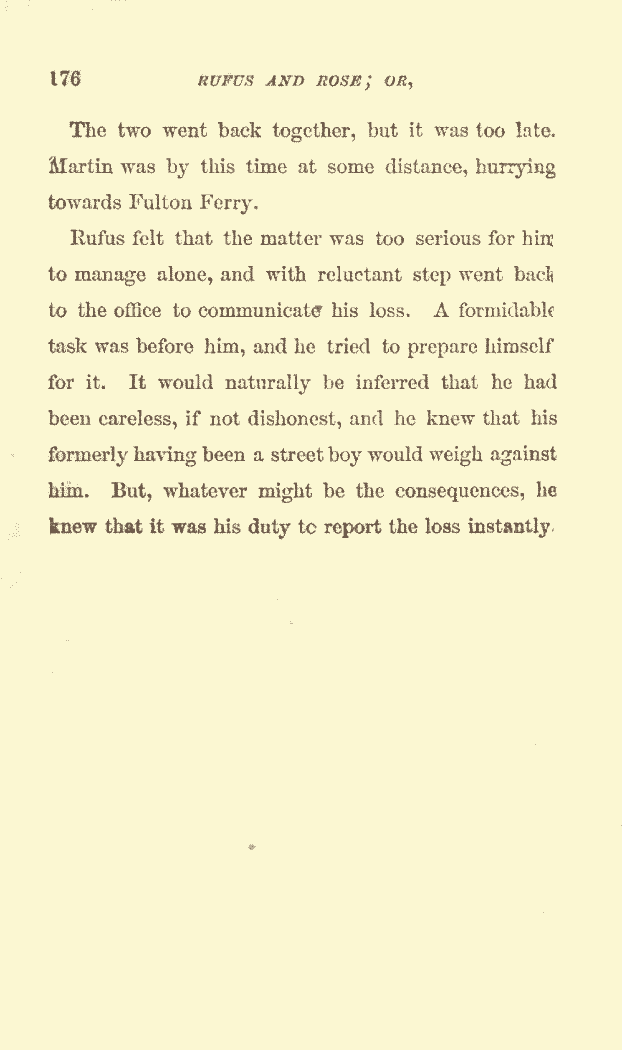 176 RUFUS AND ROSE; OR,
The two went back together, but it was too late.
Martin was by this time at some distance, hurrying
towards Fulton Ferry.
Rufus felt that the matter was too serious for him
to manage alone, and with reluctant step went back
to the office to communicate his loss. A formidable
task was before him, and he tried to prepare himself
for it. It would naturally be inferred that he had
been careless, if not dishonest, and he knew that his
formerly having been a street boy would weigh against
him. But, whatever might be the consequences, he
knew that it was his duty to report the loss instantly.